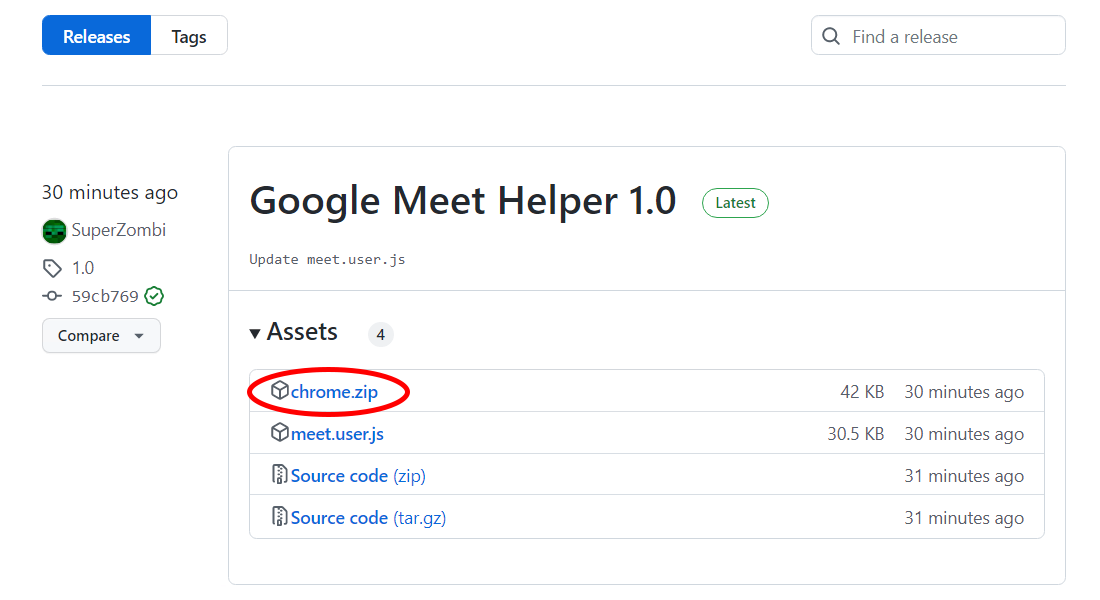 Releases Tags Find a release
30 minutes ago
SuperZombi
1.0
59cb769
Compare
Google Meet Helper 1.0 Latest
Update meet.user.js
Assets 4
chrome.zip 42 KB 30 minutes ago
meet.user.js 30.5 KB 30 minutes ago
Source code (zip) 31 minutes ago
Source code (tar.gz) 31 minutes ago